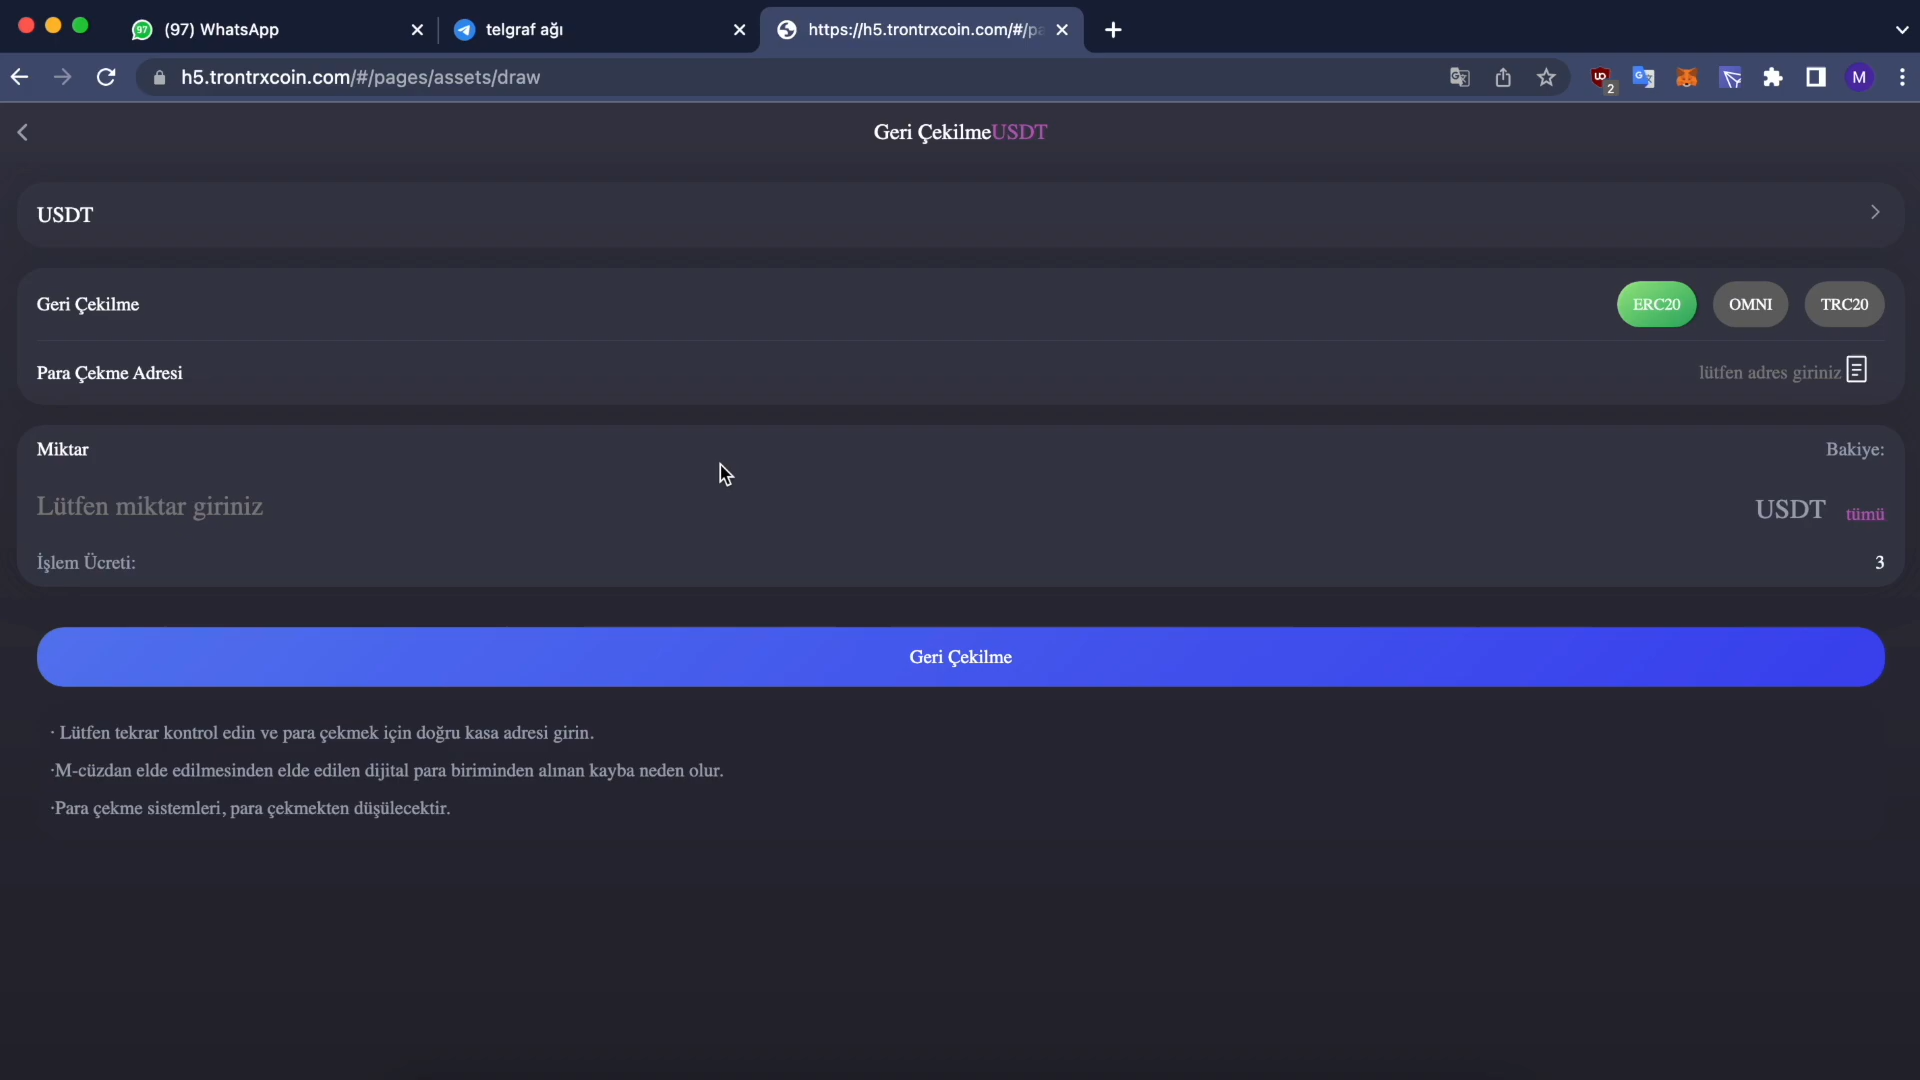 97
(97) WhatsApp
telgraf ağı
https://h5.trontrxcoin.com/#/pa
h5.trontrxcoin.com/#/pages/assets/draw
2
M
Geri ÇekilmeUSDT
USDT
Geri Çekilme
ERC20
OMNI
TRC20
Para Çekme Adresi
lütfen adres giriniz
Miktar
Bakiye:
Lütfen miktar giriniz
USDT
tümü
İşlem Ücreti:
3
Geri Çekilme
· Lütfen tekrar kontrol edin ve para çekmek için doğru kasa adresi girin.
·M-cüzdan elde edilmesinden elde edilen dijital para biriminden alınan kayba neden olur.
·Para çekme sistemleri, para çekmekten düşülecektir.